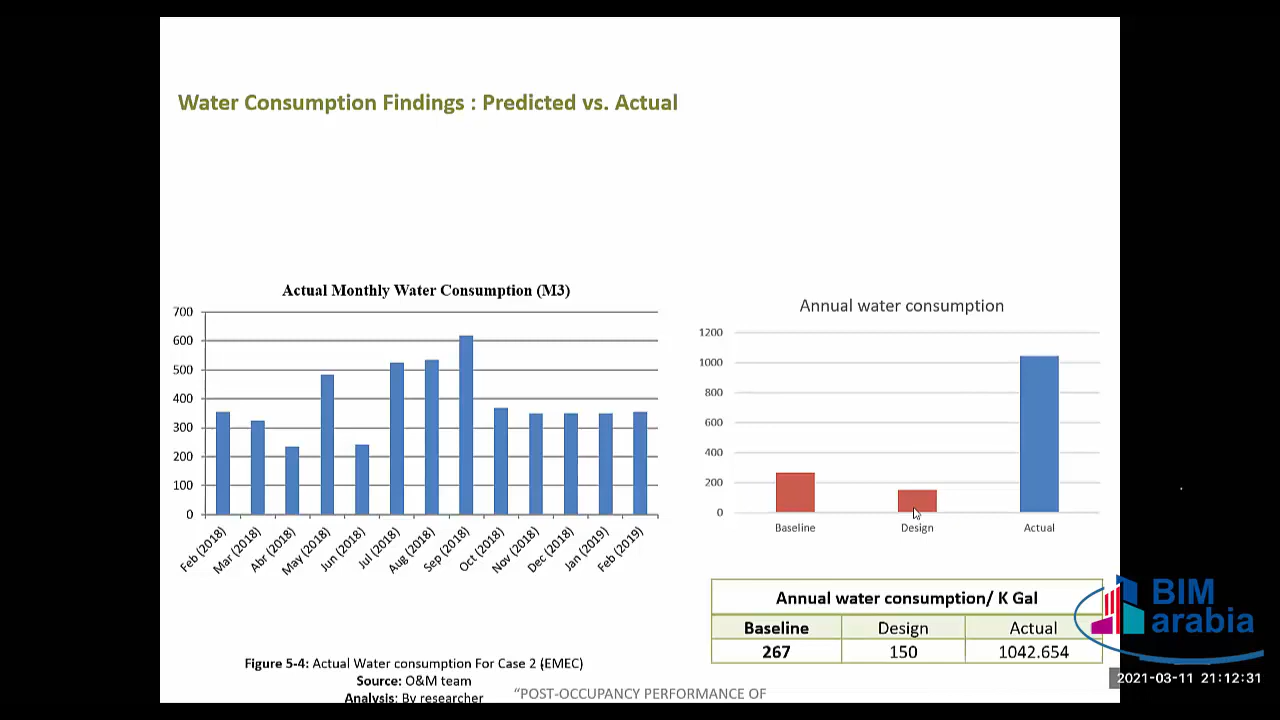 Water Consumption Findings : Predicted vs. Actual
Actual Monthly Water Consumption (M3)
700
600
500
400
300
200
100
0
Feb (2018)
Mar (2018)
Abr (2018)
May (2018)
Jun (2018)
Jul (2018)
Aug (2018)
Sep (2018)
Oct (2018)
Nov (2018)
Dec (2018)
Jan (2019)
Feb (2019)
Figure 5-4: Actual Water consumption For Case 2 (EMEC)
Source: O&M team
Analysis: By researcher
Annual water consumption
1200
1000
800
600
400
200
0
Baseline
Design
Actual
Annual water consumption/ K Gal
Baseline Design Actual
267 150 1042.654
"POST-OCCUPANCY PERFORMANCE OF
BIM
arabia
2021-03-11 21:12:31